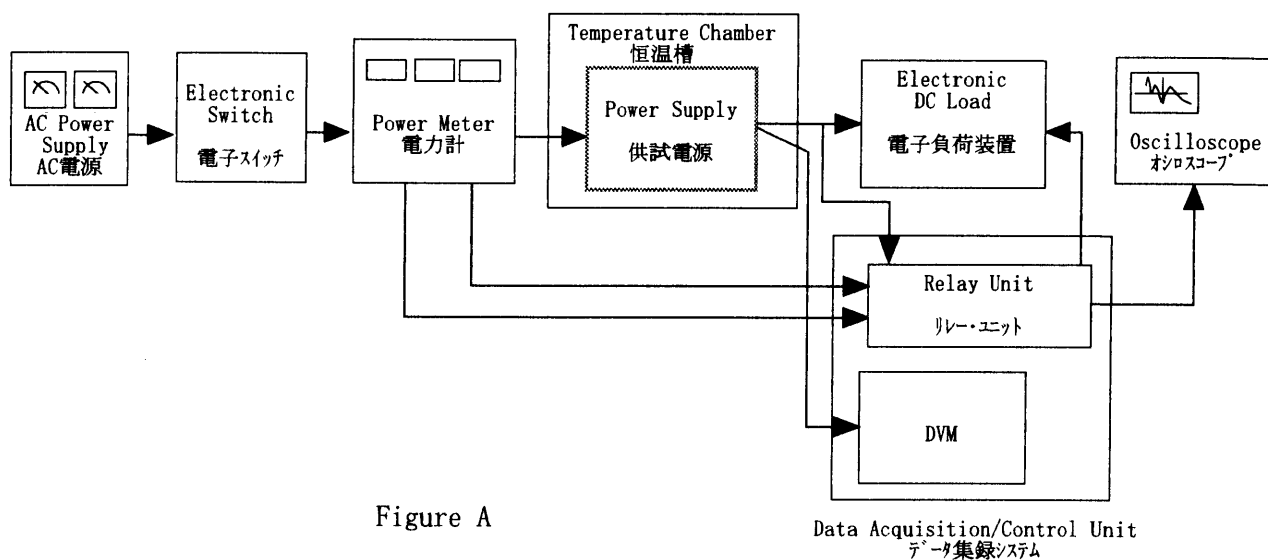 AC Power
Supply
AC電源
Electronic
Switch
電子スイッチ
Power Meter
電力計
Temperature Chamber
恒温槽
Power Supply
供試電源
Electronic
DC Load
電子負荷装置
Oscilloscope
オシロスコープ
Relay Unit
リレー・ユニット
DVM
Data Acquisition/Control Unit
データ集録システム
Figure A